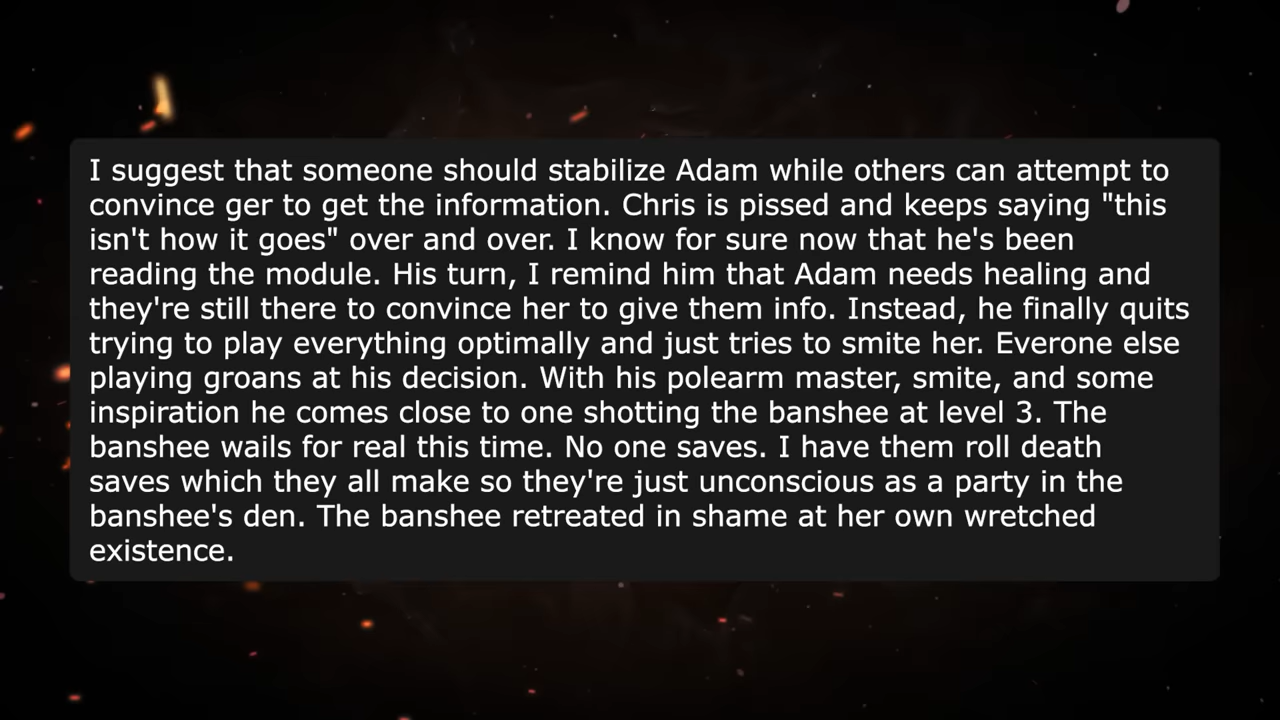 I suggest that someone should stabilize Adam while others can attempt to
convince ger to get the information. Chris is pissed and keeps saying "this
isn't how it goes" over and over. I know for sure now that he's been
reading the module. His turn, I remind him that Adam needs healing and
they're still there to convince her to give them info. Instead, he finally quits
trying to play everything optimally and just tries to smite her. Everone else
playing groans at his decision. With his polearm master, smite, and some
inspiration he comes close to one shotting the banshee at level 3. The
banshee wails for real this time. No one saves. I have them roll death
saves which they all make so they're just unconscious as a party in the
banshee's den. The banshee retreated in shame at her own wretched
existence.